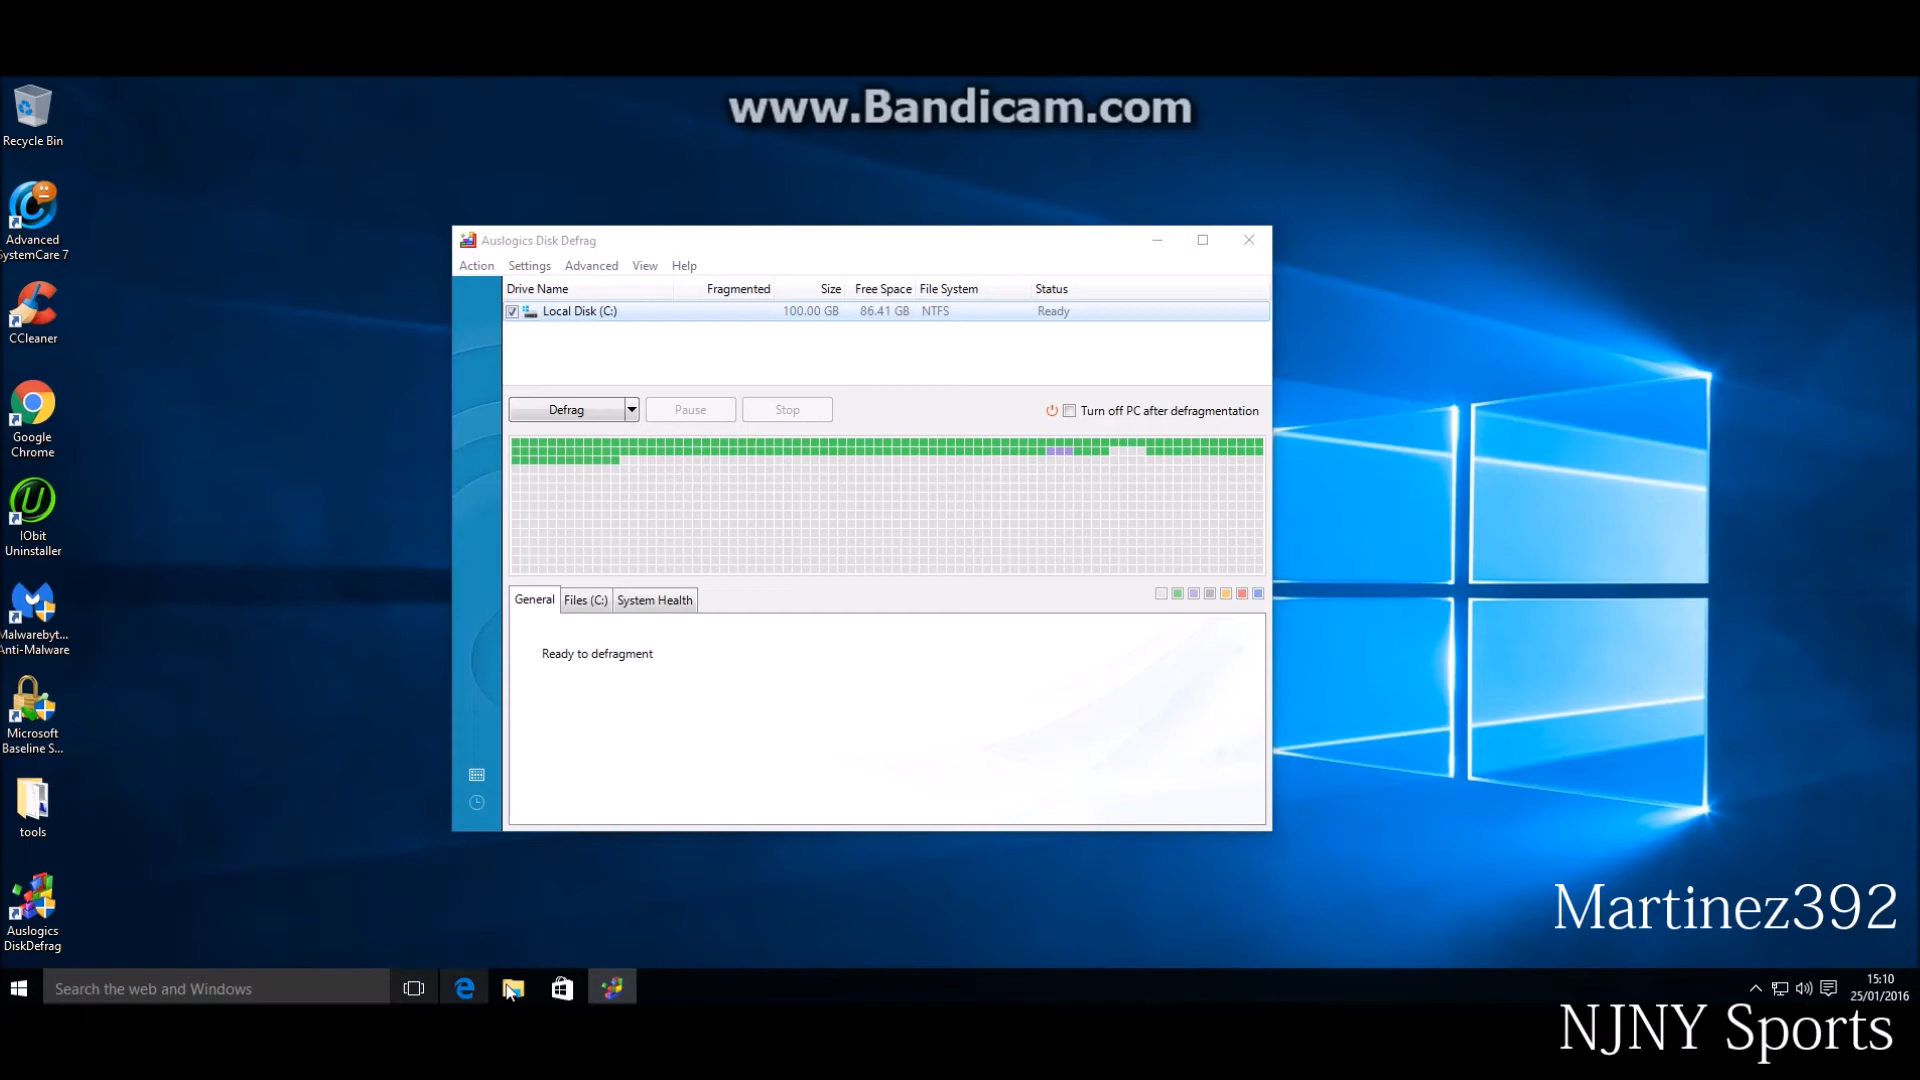 www.Bandicam.com
Recycle Bin
Advanced
SystemCare 7
CCleaner
Google
Chrome
IObit
Uninstaller
Malwarebyt...
Anti-Malware
Microsoft
Baseline S...
tools
Auslogics
DiskDefrag
Auslogics Disk Defrag
Action Settings Advanced View Help
Drive Name Fragmented Size Free Space File System Status
Local Disk (C:) 100.00 GB 86.41 GB NTFS Ready
Defrag Pause Stop Turn off PC after defragmentation
General Files (C:) System Health
Ready to defragment
Martinez392
Search the web and Windows
15:10
25/01/2016
NJNY Sports